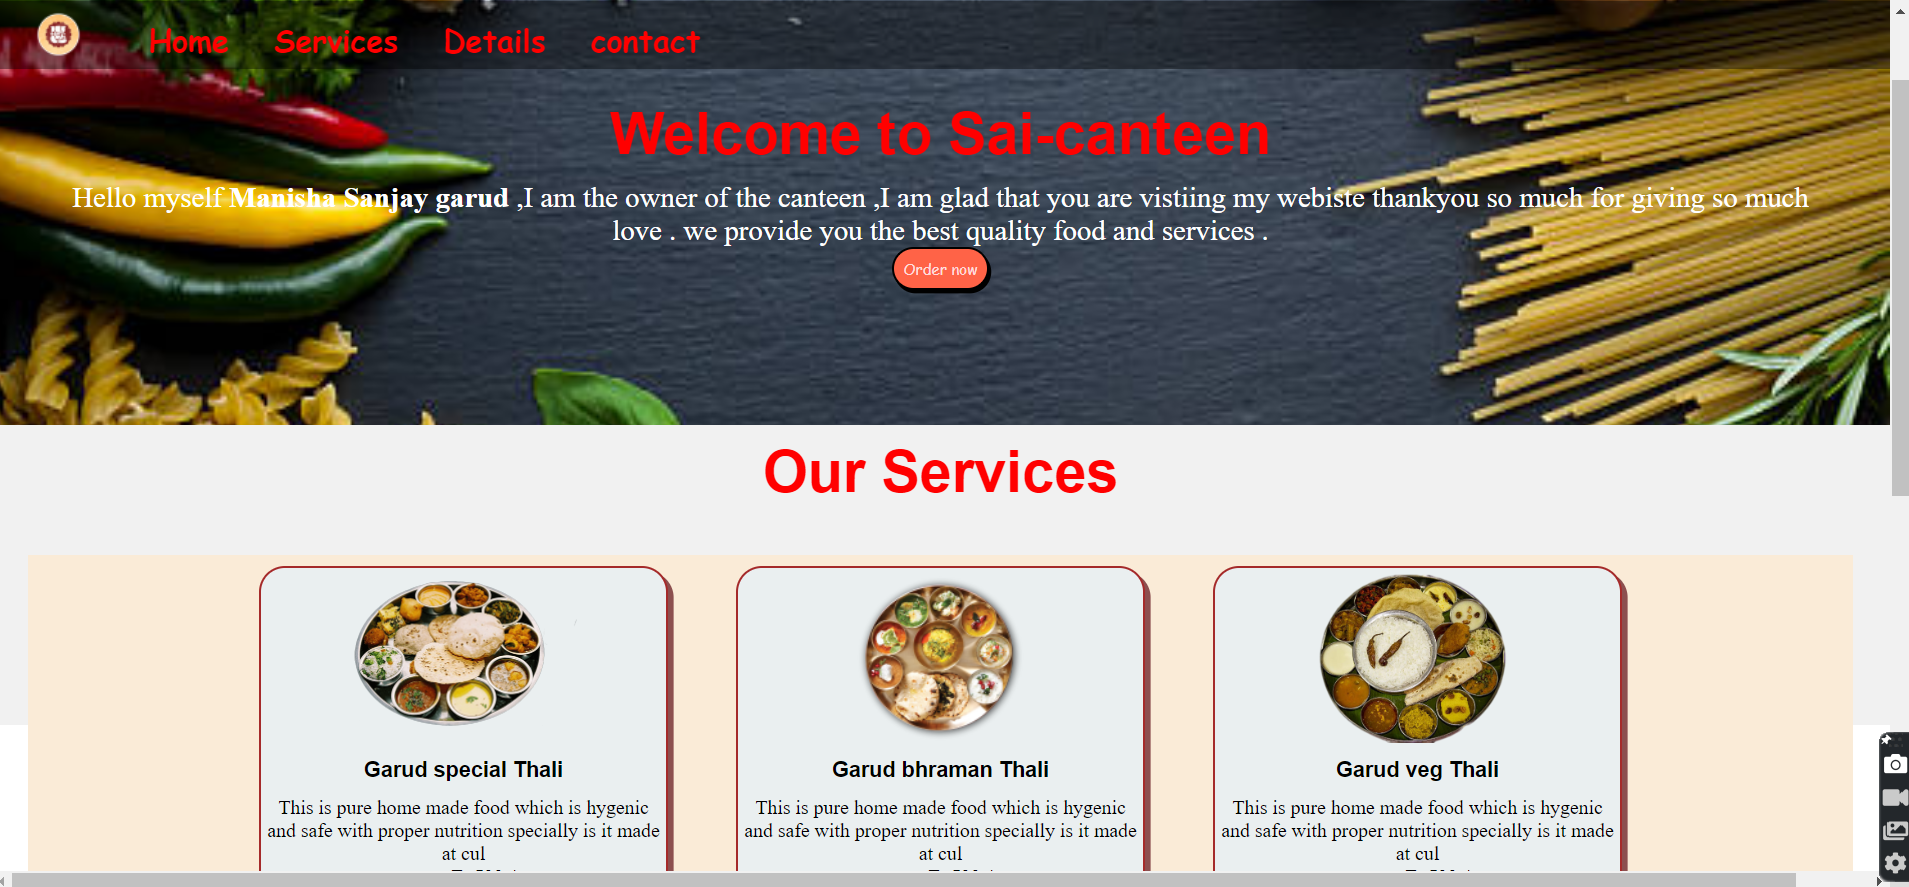 Home Services Details contact
Welcome to Sai-canteen
Hello myself Manisha Sanjay garud ,I am the owner of the canteen ,I am glad that you are vistiing my webiste thankyou so much for giving so much
love . we provide you the best quality food and services .
Order now
Our Services
Garud special Thali
This is pure home made food which is hygenic
and safe with proper nutrition specially is it made
at cul
Garud bhraman Thali
This is pure home made food which is hygenic
and safe with proper nutrition specially is it made
at cul
Garud veg Thali
This is pure home made food which is hygenic
and safe with proper nutrition specially is it made
at cul